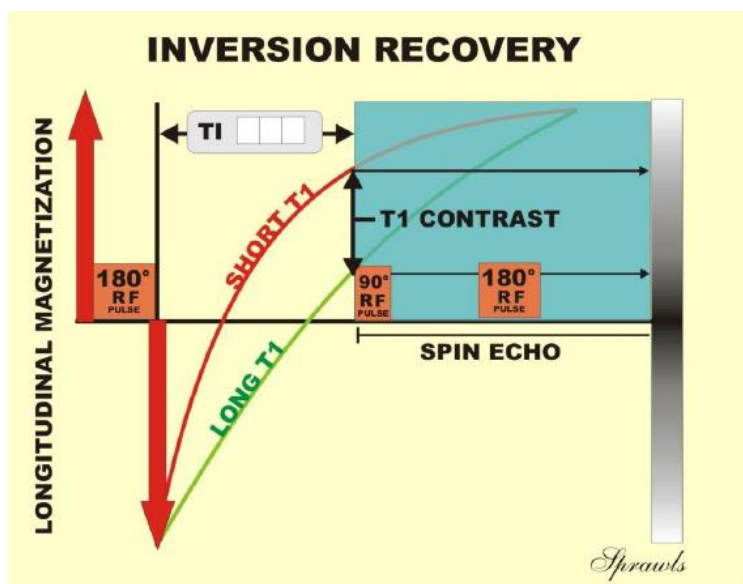 INVERSION RECOVERY
LONGITUDINAL MAGNETIZATION
TI
SHORT T1
T1 CONTRAST
180°
RF
PULSE
90°
RF
PULSE
180°
RF
PULSE
LONG T1
SPIN ECHO
Sprawls